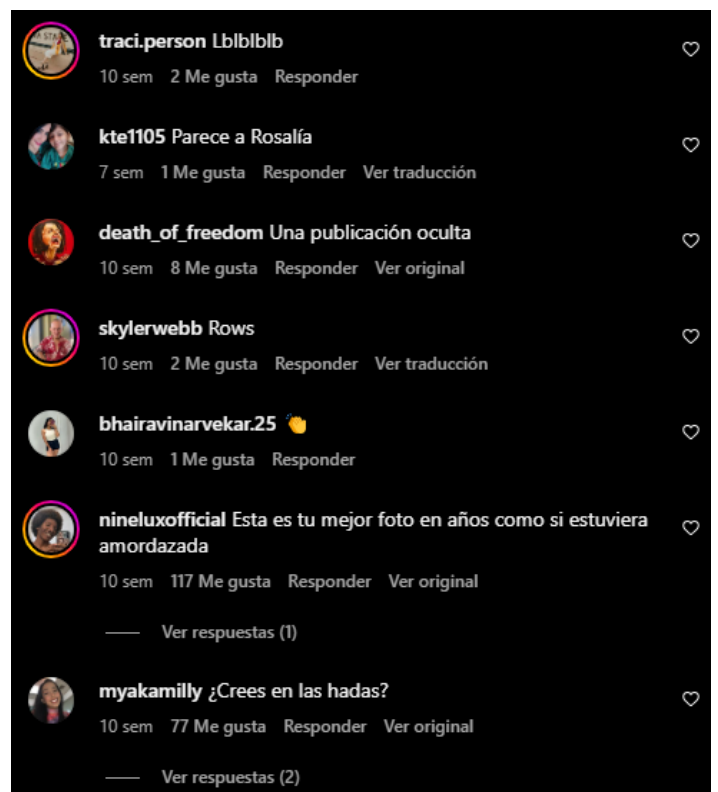 traci.person Lblblblb
10 sem 2 Me gusta Responder
kte1105 Parece a Rosalía
7 sem 1 Me gusta Responder Ver traducción
death_of_freedom Una publicación oculta
10 sem 8 Me gusta Responder Ver original
skylerwebb Rows
10 sem 2 Me gusta Responder Ver traducción
bhairavinarvekar.25 👏
10 sem 1 Me gusta Responder
nineluxofficial Esta es tu mejor foto en años como si estuviera
amordazada
10 sem 117 Me gusta Responder Ver original
Ver respuestas (1)
myakamilly ¿Crees en las hadas?
10 sem 77 Me gusta Responder Ver original
Ver respuestas (2)